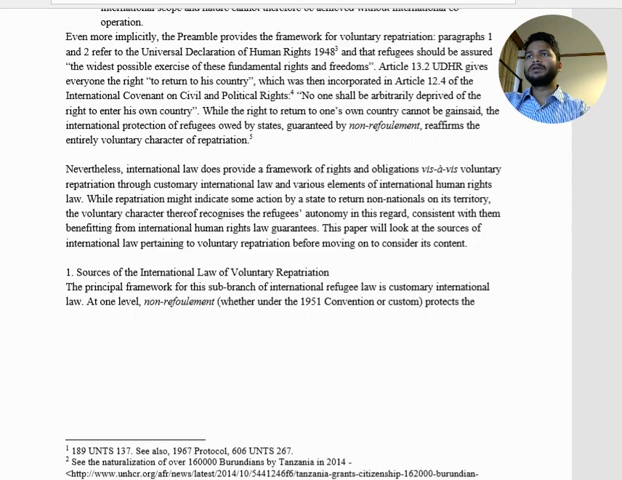 international scope and nature cannot therefore be achieved without international co-
operation.
Even more implicitly, the Preamble provides the framework for voluntary repatriation: paragraphs 1
and 2 refer to the Universal Declaration of Human Rights 1948³ and that refugees should be assured
“the widest possible exercise of these fundamental rights and freedoms”. Article 13.2 UDHR gives
everyone the right “to return to his country”, which was then incorporated in Article 12.4 of the
International Covenant on Civil and Political Rights:⁴ “No one shall be arbitrarily deprived of the
right to enter his own country”. While the right to return to one’s own country cannot be gainsaid, the
international protection of refugees owed by states, guaranteed by non-refoulement, reaffirms the
entirely voluntary character of repatriation.⁵
Nevertheless, international law does provide a framework of rights and obligations vis-à-vis voluntary
repatriation through customary international law and various elements of international human rights
law. While repatriation might indicate some action by a state to return non-nationals on its territory,
the voluntary character thereof recognises the refugees’ autonomy in this regard, consistent with them
benefitting from international human rights law guarantees. This paper will look at the sources of
international law pertaining to voluntary repatriation before moving on to consider its content.
1. Sources of the International Law of Voluntary Repatriation
The principal framework for this sub-branch of international refugee law is customary international
law. At one level, non-refoulement (whether under the 1951 Convention or custom) protects the
¹ 189 UNTS 137. See also, 1967 Protocol, 606 UNTS 267.
² See the naturalization of over 160000 Burundians by Tanzania in 2014 -
<http://www.unhcr.org/afr/news/latest/2014/10/5441246f6/tanzania-grants-citizenship-162000-burundian-